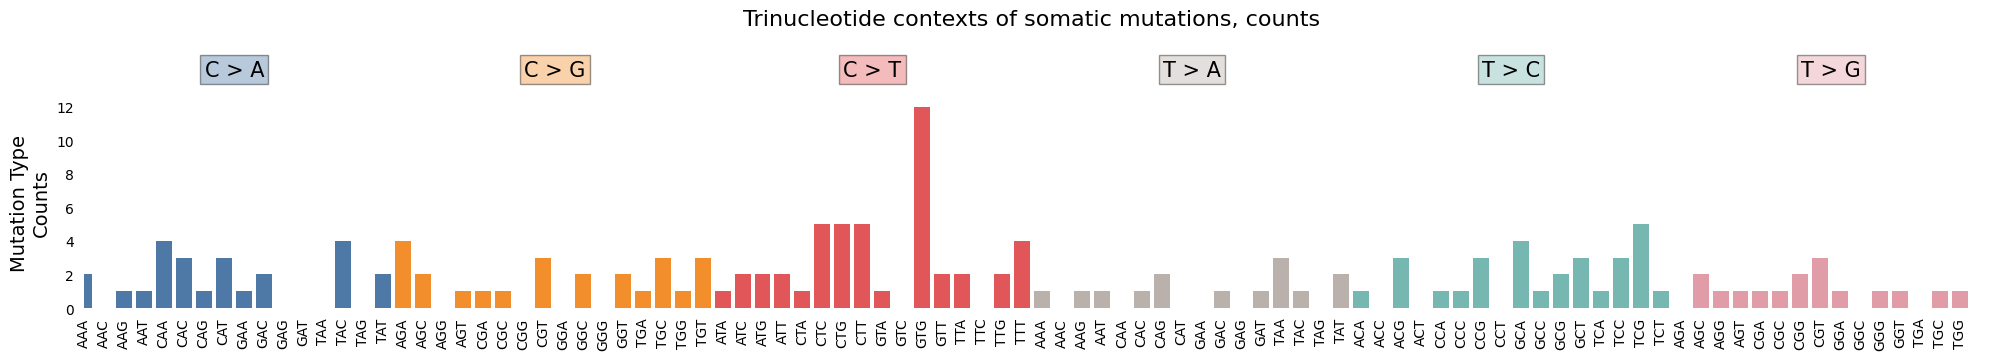 Trinucleotide contexts of somatic mutations, counts
C > A C > G C > T T > A T > C T > G
Mutation Type
Counts
12
10
8
6
4
2
0
AAA AAC AAG AAT CAA CAC CAG CAT GAA GAC GAG GAT TAA TAC TAG TAT AGA AGC AGG AGT CGA CGC CGG CGT GGA GGC GGG GGT TGA TGC TGG TGT ATA ATC ATG ATT CTA CTC CTG CTT GTA GTC GTG GTT TTA TTC TTG TTT AAA AAC AAG AAT CAA CAC CAG CAT GAA GAC GAG GAT TAA TAC TAG TAT ACA ACC ACG ACT CCA CCC CCG CCT GCA GCC GCG GCT TCA TCC TCG TCT AGA AGC AGG AGT CGA CGC CGG CGT GGA GGC GGG GGT TGA TGC TGG